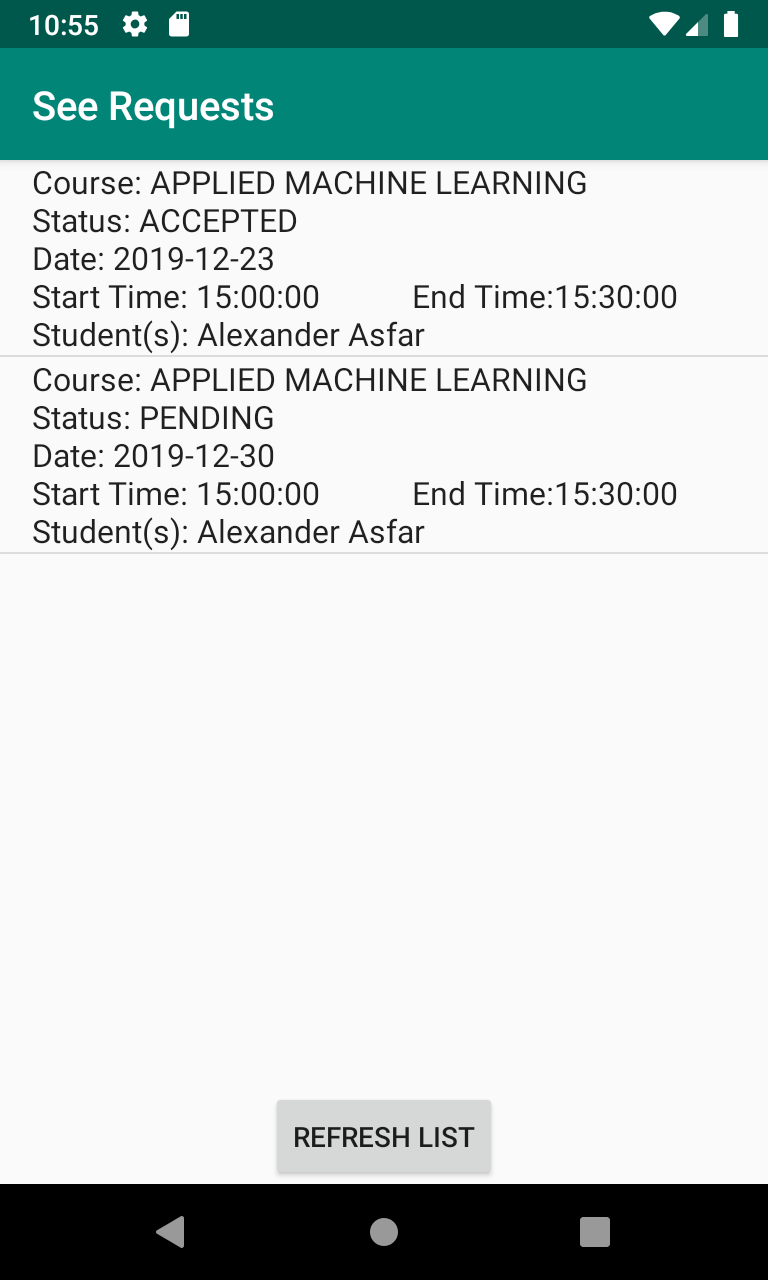 10:55
See Requests
Course: APPLIED MACHINE LEARNING
Status: ACCEPTED
Date: 2019-12-23
Start Time: 15:00:00 End Time:15:30:00
Student(s): Alexander Asfar
Course: APPLIED MACHINE LEARNING
Status: PENDING
Date: 2019-12-30
Start Time: 15:00:00 End Time:15:30:00
Student(s): Alexander Asfar
REFRESH LIST